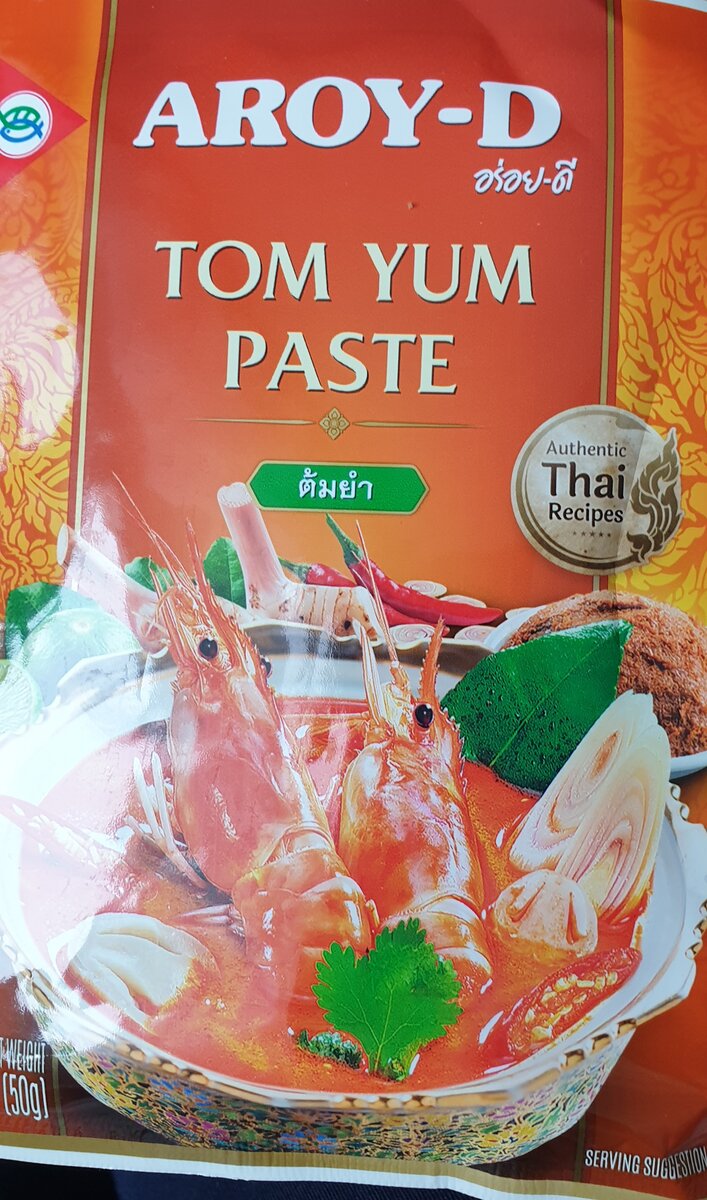 AROY-D
อร่อย-ดี
TOM YUM
PASTE
ต้มยำ
Authentic
Thai
Recipes
WEIGHT
(50g)
SERVING SUGGESTION